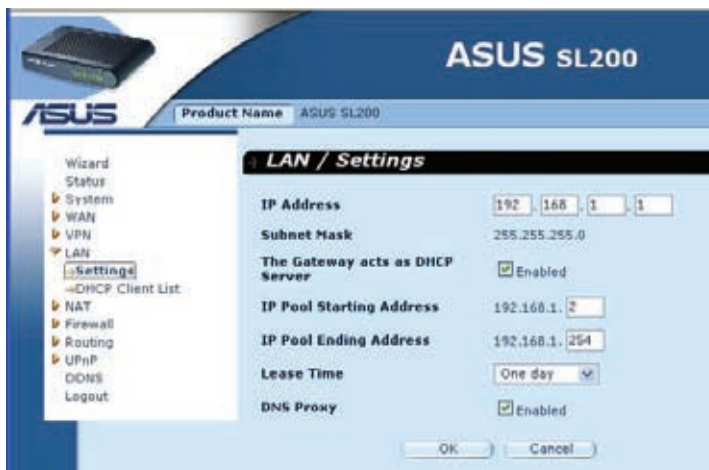 ASUS SL200
ASUS
Product Name ASUS SL200
Wizard
Status
System
WAN
VPN
LAN
Settings
DHCP Client List
NAT
Firewall
Routing
UPnP
DDNS
Logout
LAN / Settings
IP Address 192 . 168 . 1 . 1
Subnet Mask 255.255.255.0
The Gateway acts as DHCP
Server Enabled
IP Pool Starting Address 192.168.1. 2
IP Pool Ending Address 192.168.1. 254
Lease Time One day
DNS Proxy Enabled
OK Cancel